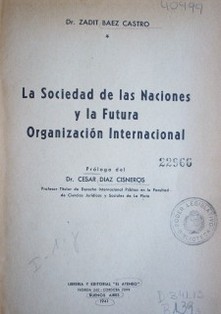 40499
Dr. ZADIT BAEZ CASTRO
La Sociedad de las Naciones
y la Futura
Organización Internacional
Prólogo del
Dr. CESAR DIAZ CISNEROS
Profesor Titular de Derecho Internacional Público en la Facultad
de Ciencias Jurídicas y Sociales de La Plata
22966
LIBRERIA Y EDITORIAL "EL ATENEO"
BUENOS AIRES
1941